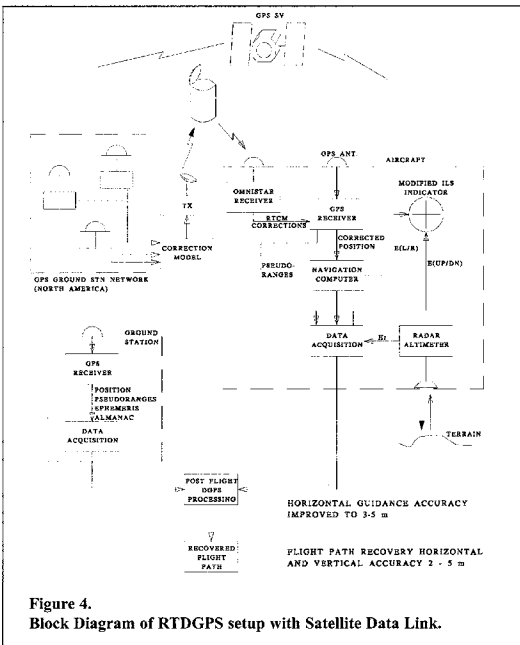 GPS SV
GPS ANT.
AIRCRAFT
OMNISTAR
RECEIVER
MODIFIED ILS
INDICATOR
TX
RTCM
CORRECTIONS
GPS
RECEIVER
E(L/R)
CORRECTION
MODEL
CORRECTED
POSITION
E(UP/DN)
PSEUDO-
RANGES
NAVIGATION
COMPUTER
GPS GROUND STN NETWORK
(NORTH AMERICA)
GROUND
STATION
GPS
RECEIVER
DATA
ACQUISITION
RADAR
ALTIMETER
POSITION
PSEUDORANGES
EPHEMERIS
ALMANAC
DATA
ACQUISITION
TERRAIN
POST FLIGHT
DGPS
PROCESSING
HORIZONTAL GUIDANCE ACCURACY
IMPROVED TO 3-5 m
RECOVERED
FLIGHT
PATH
FLIGHT PATH RECOVERY HORIZONTAL
AND VERTICAL ACCURACY 2 - 5 m
Figure 4.
Block Diagram of RTDGPS setup with Satellite Data Link.